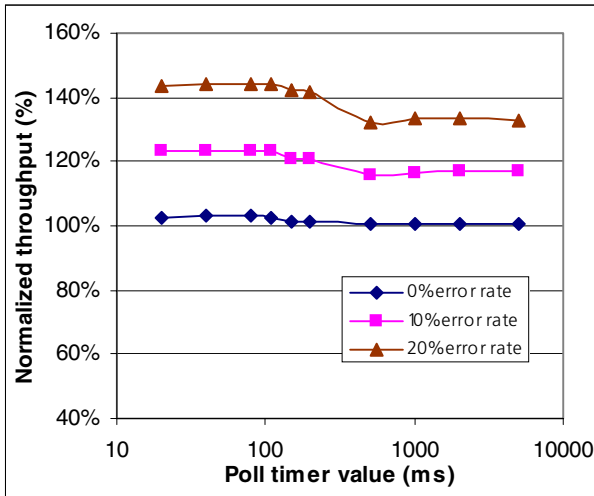 160%
140%
120%
100%
80%
60%
40%
Normalized throughput (%)
0%error rate
10%error rate
20%error rate
10
100
1000
10000
Poll timer value (ms)